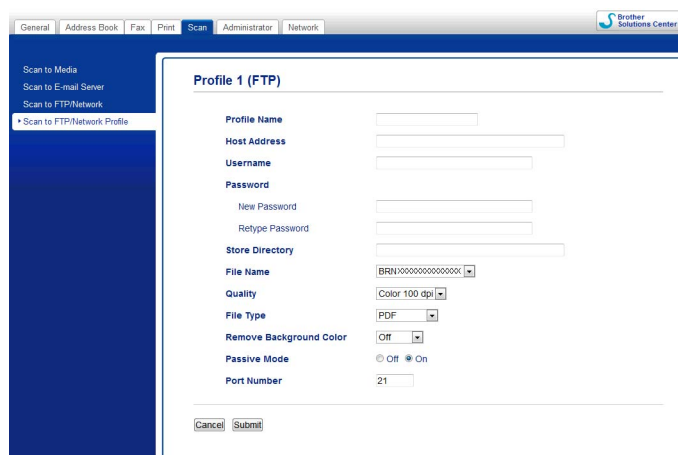 General Address Book Fax Print Scan Administrator Network
Brother
Solutions Center
Scan to Media
Scan to E-mail Server
Scan to FTP/Network
Scan to FTP/Network Profile
Profile 1 (FTP)
Profile Name
Host Address
Username
Password
New Password
Retype Password
Store Directory
File Name BRNXXXXXXXXXXXX
Quality Color 100 dpi
File Type PDF
Remove Background Color Off
Passive Mode Off On
Port Number 21
Cancel Submit